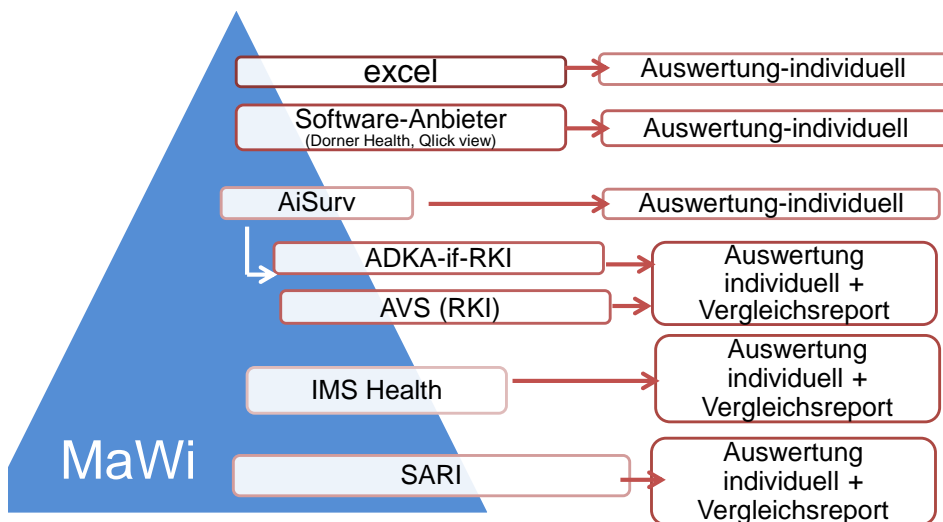 excel
Auswertung-individuell
Software-Anbieter
(Dorner Health, Qlick view)
Auswertung-individuell
AiSurv
Auswertung-individuell
ADKA-if-RKI
AVS (RKI)
Auswertung
individuell +
Vergleichsreport
IMS Health
Auswertung
individuell +
Vergleichsreport
MaWi
SARI
Auswertung
individuell +
Vergleichsreport